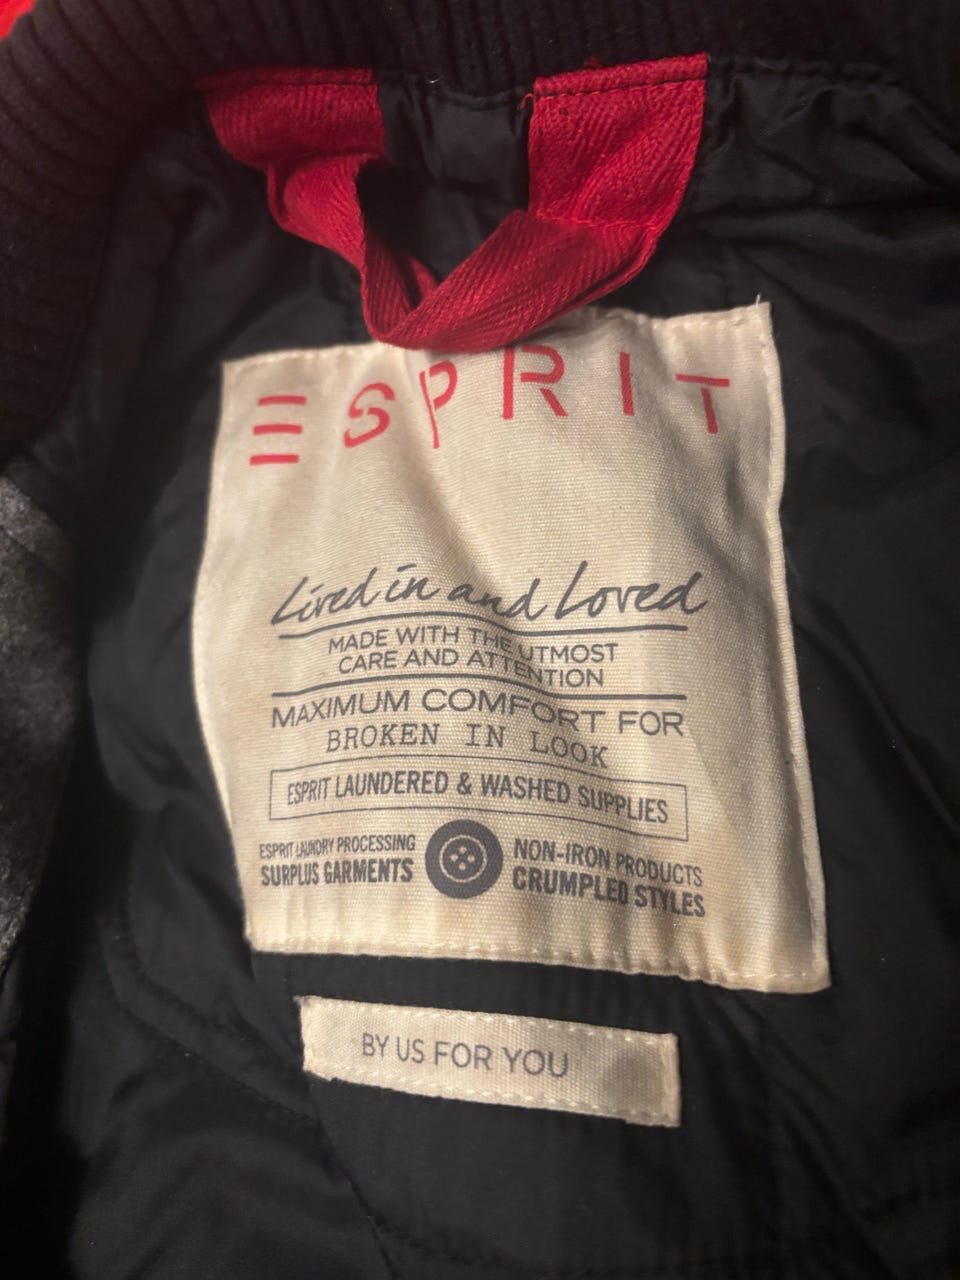 ESPRIT
Lived in and Loved
MADE WITH THE UTMOST
CARE AND ATTENTION
MAXIMUM COMFORT FOR
BROKEN IN LOOK
ESPRIT LAUNDERED & WASHED SUPPLIES
ESPRIT LAUNDRY PROCESSING
SURPLUS GARMENTS
NON-IRON PRODUCTS
CRUMPLED STYLES
BY US FOR YOU